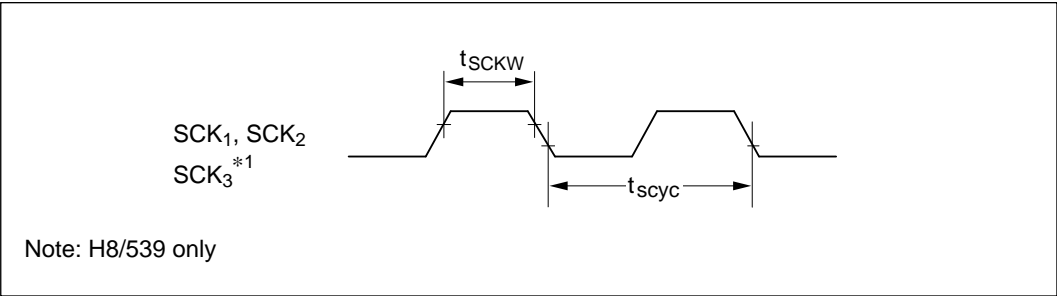 tSCKW
SCK1, SCK2
SCK3*1
tscyc
Note: H8/539 only